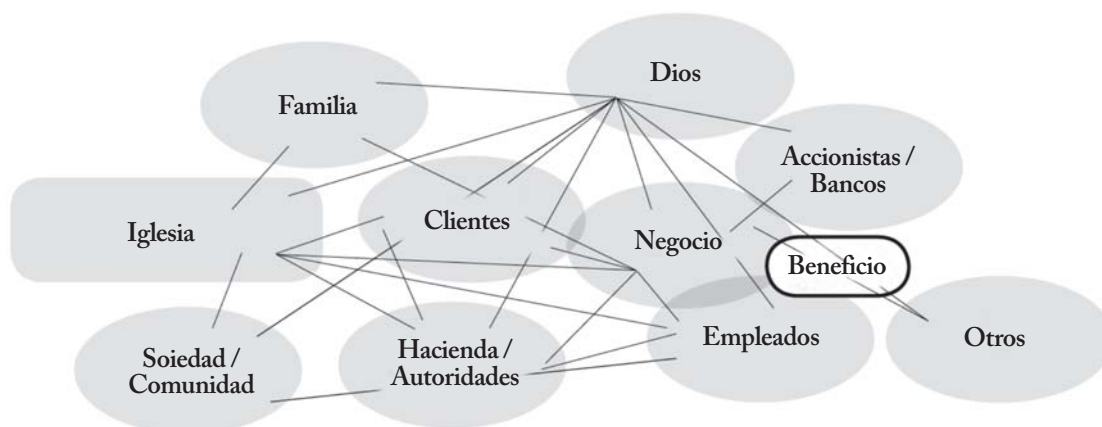 Dios
Familia
Accionistas /
Bancos
Iglesia
Clientes
Negocio
Beneficio
Soiedad /
Comunidad
Hacienda /
Autoridades
Empleados
Otros